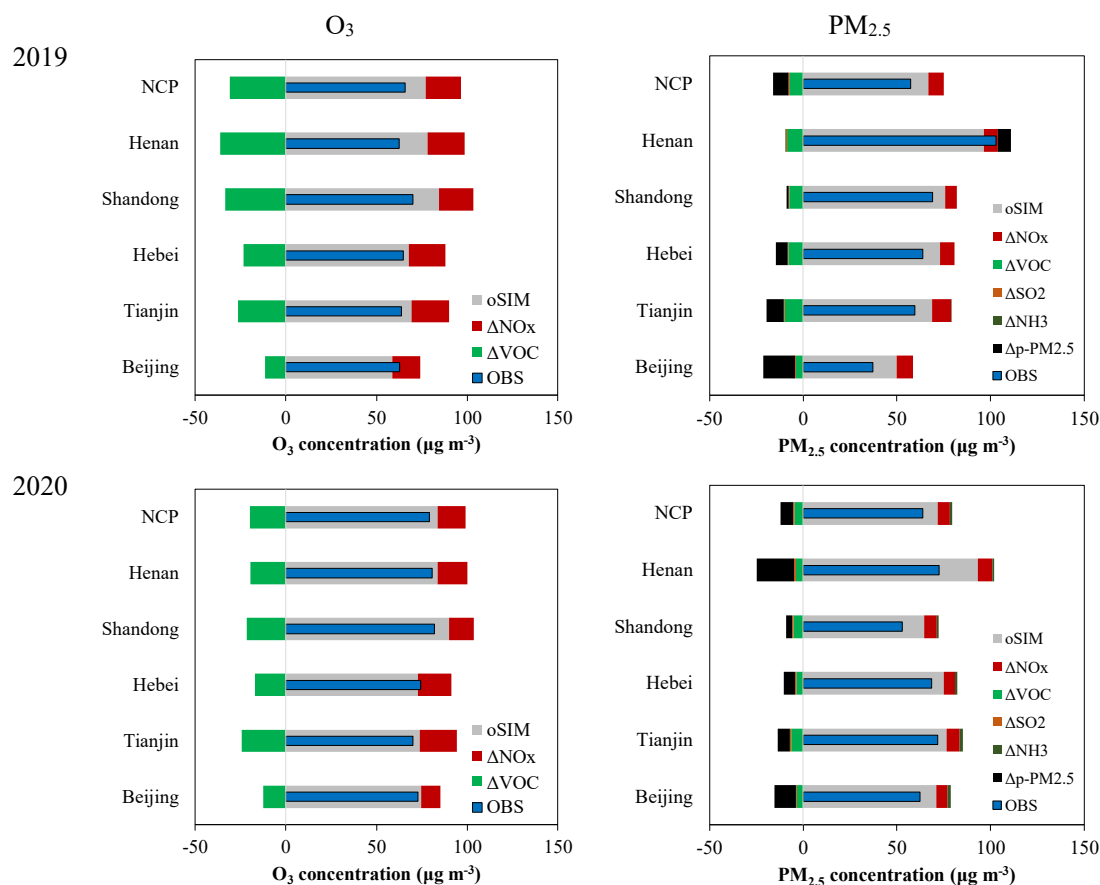 O₃
PM₂.₅
2019
NCP
Henan
Shandong
Hebei
Tianjin
Beijing
oSIM
ΔNOx
ΔVOC
OBS
-50 0 50 100 150
O₃ concentration (μg m⁻³)
NCP
Henan
Shandong
Hebei
Tianjin
Beijing
oSIM
ΔNOx
ΔVOC
ΔSO2
ΔNH3
Δp-PM2.5
OBS
-50 0 50 100 150
PM₂.₅ concentration (μg m⁻³)
2020
NCP
Henan
Shandong
Hebei
Tianjin
Beijing
oSIM
ΔNOx
ΔVOC
OBS
-50 0 50 100 150
O₃ concentration (μg m⁻³)
NCP
Henan
Shandong
Hebei
Tianjin
Beijing
oSIM
ΔNOx
ΔVOC
ΔSO2
ΔNH3
Δp-PM2.5
OBS
-50 0 50 100 150
PM₂.₅ concentration (μg m⁻³)